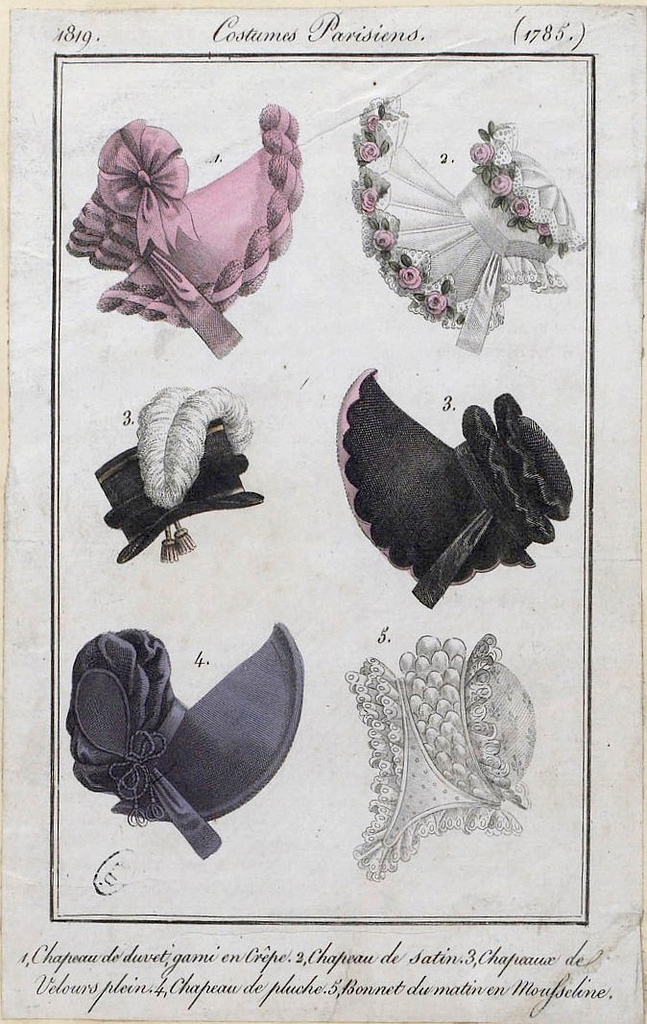 1819. Costumes Parisiens. (1785.)
1. 2.
3. 3.
4. 5.
1, Chapeau de duvet, garni en Crêpe. 2, Chapeau de satin. 3, Chapeaux de
Velours plein. 4, Chapeau de pluche. 5, Bonnet du matin en Mousseline.